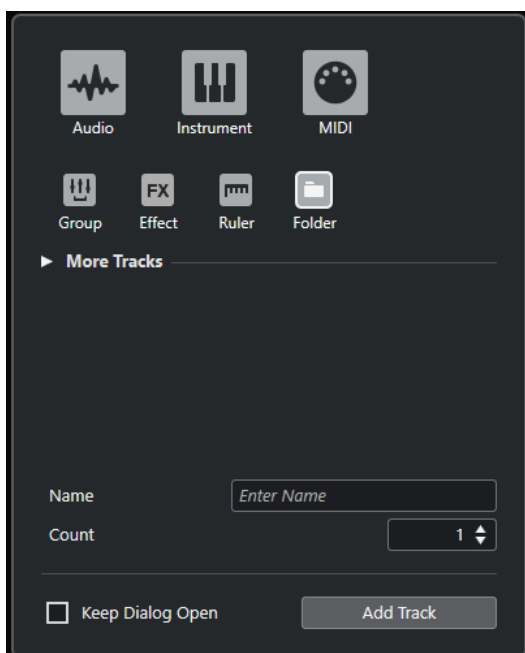 Audio Instrument MIDI
FX
Group Effect Ruler Folder
More Tracks
Name Enter Name
Count 1
Keep Dialog Open Add Track